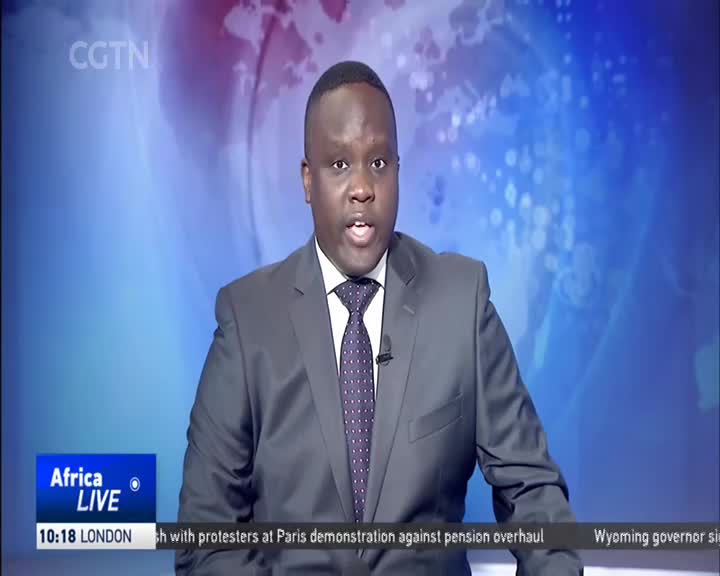 CGTN
Africa
LIVE
10:18 LONDON
sh with protesters at Paris demonstration against pension overhaul Wyoming governor si